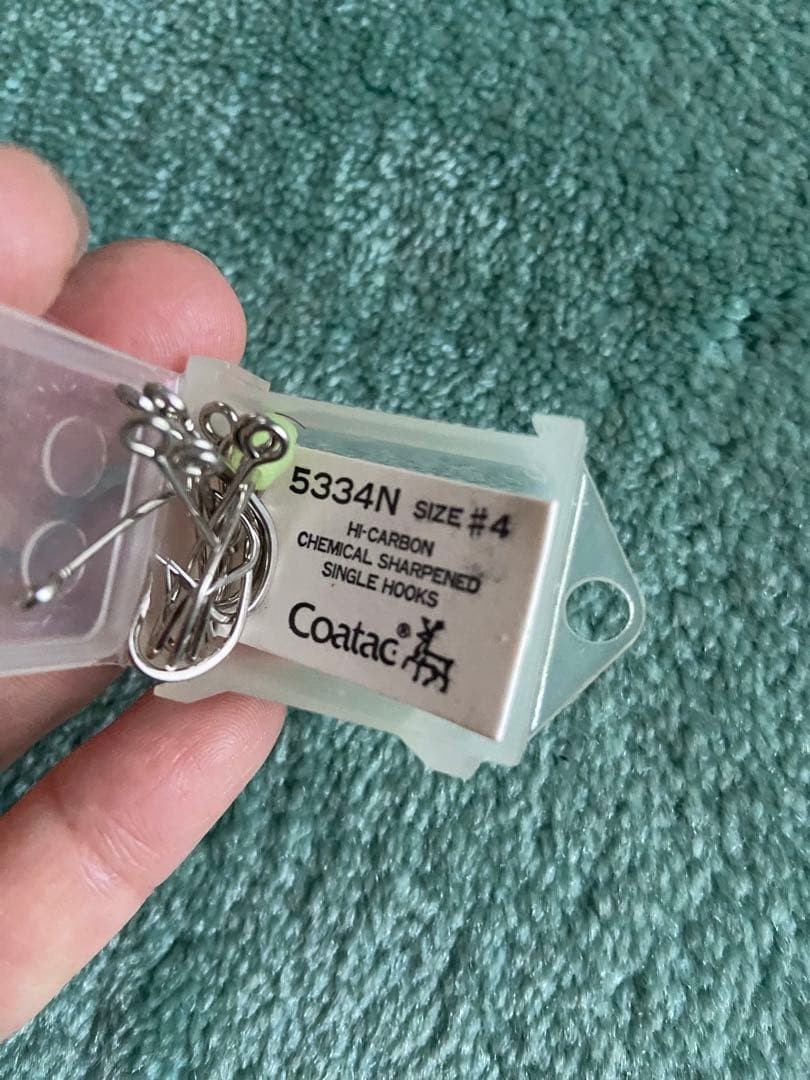 5334N SIZE #4
HI-CARBON
CHEMICAL SHARPENED
SINGLE HOOKS
Coatac®